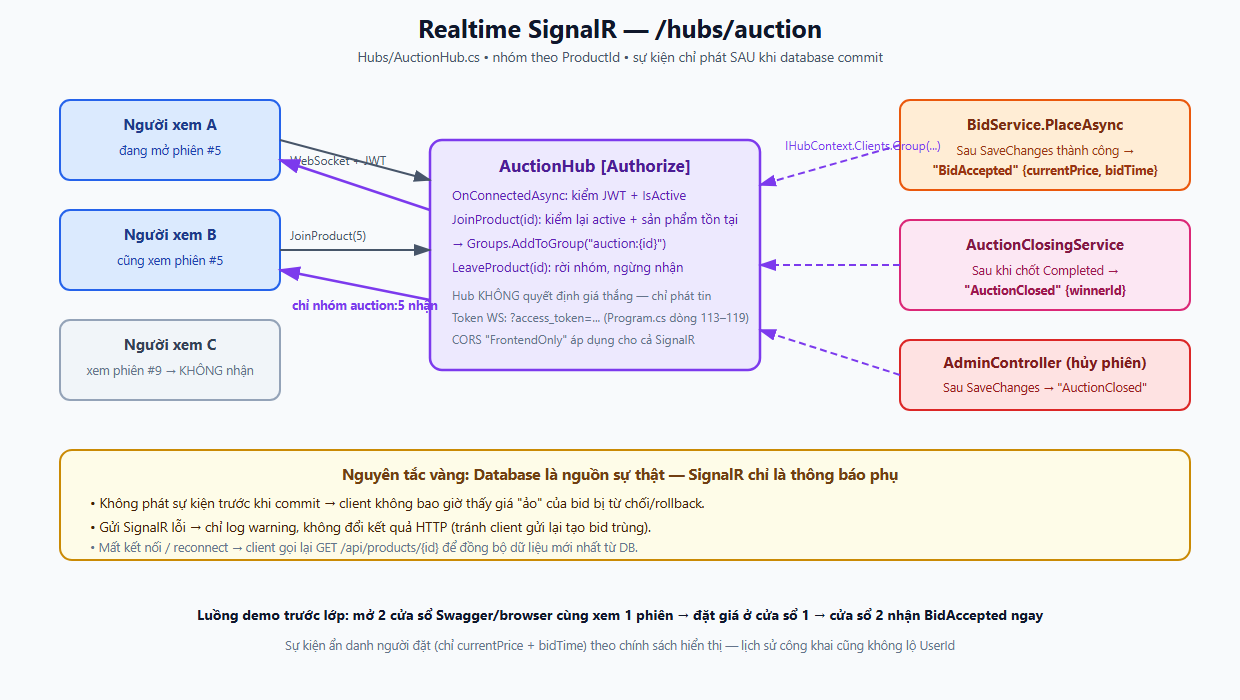 Realtime SignalR — /hubs/auction
Hubs/AuctionHub.cs • nhóm theo ProductId • sự kiện chỉ phát SAU khi database commit
Người xem A
đang mở phiên #5
WebSocket + JWT
Người xem B
cũng xem phiên #5
JoinProduct(5)
chỉ nhóm auction:5 nhận
Người xem C
xem phiên #9 → KHÔNG nhận
AuctionHub [Authorize]
OnConnectedAsync: kiểm JWT + IsActive
JoinProduct(id): kiểm lại active + sản phẩm tồn tại
→ Groups.AddToGroup("auction:{id}")
LeaveProduct(id): rời nhóm, ngừng nhận
Hub KHÔNG quyết định giá thắng — chỉ phát tin
Token WS: ?access_token=... (Program.cs dòng 113–119)
CORS "FrontendOnly" áp dụng cho cả SignalR
IHubContext.Clients.Group(...)
BidService.PlaceAsync
Sau SaveChanges thành công →
"BidAccepted" {currentPrice, bidTime}
AuctionClosingService
Sau khi chốt Completed →
"AuctionClosed" {winnerId}
AdminController (hủy phiên)
Sau SaveChanges → "AuctionClosed"
Nguyên tắc vàng: Database là nguồn sự thật — SignalR chỉ là thông báo phụ
• Không phát sự kiện trước khi commit → client không bao giờ thấy giá "ảo" của bid bị từ chối/rollback.
• Gửi SignalR lỗi → chỉ log warning, không đổi kết quả HTTP (tránh client gửi lại tạo bid trùng).
• Mất kết nối / reconnect → client gọi lại GET /api/products/{id} để đồng bộ dữ liệu mới nhất từ DB.
Luồng demo trước lớp: mở 2 cửa sổ Swagger/browser cùng xem 1 phiên → đặt giá ở cửa sổ 1 → cửa sổ 2 nhận BidAccepted ngay
Sự kiện ẩn danh người đặt (chỉ currentPrice + bidTime) theo chính sách hiển thị — lịch sử công khai cũng không lộ UserId